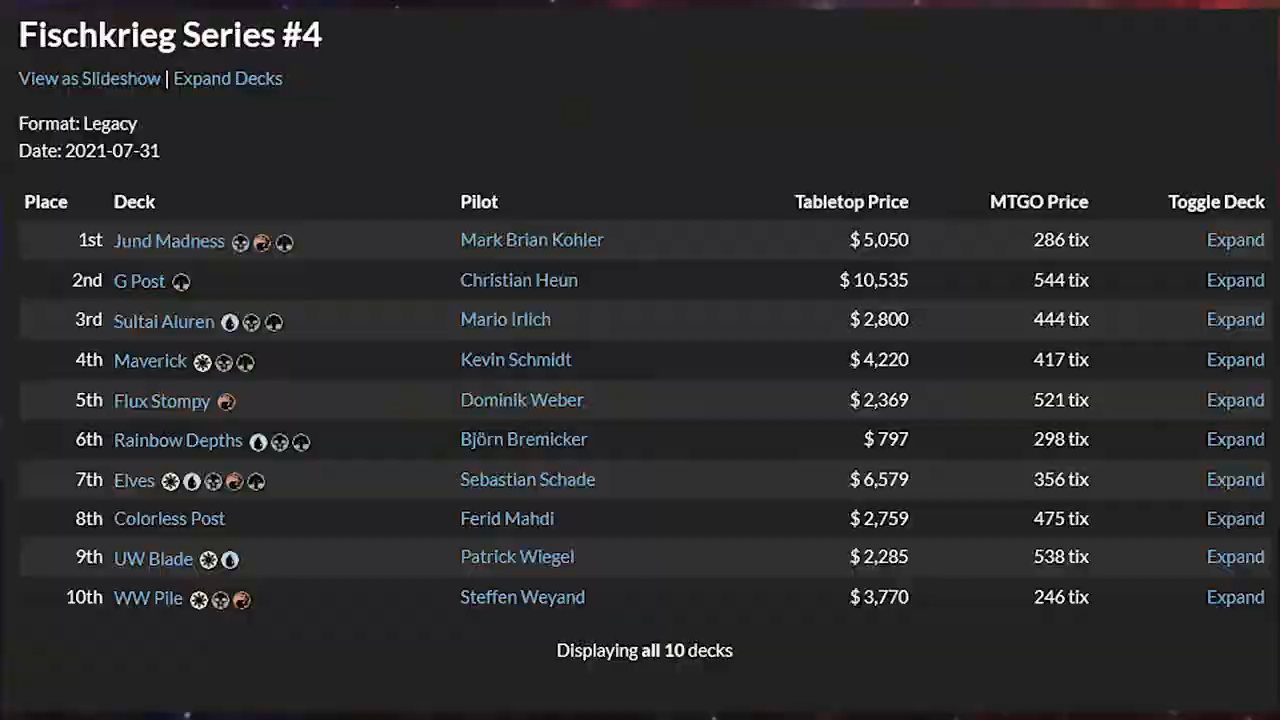 Fischkrieg Series #4
View as Slideshow | Expand Decks
Format: Legacy
Date: 2021-07-31
Place Deck Pilot Tabletop Price MTGO Price Toggle Deck
1st Jund Madness Mark Brian Kohler $ 5,050 286 tix Expand
2nd G Post Christian Heun $ 10,535 544 tix Expand
3rd Sultai Aluren Mario Irlich $ 2,800 444 tix Expand
4th Maverick Kevin Schmidt $ 4,220 417 tix Expand
5th Flux Stompy Dominik Weber $ 2,369 521 tix Expand
6th Rainbow Depths Björn Bremicker $ 797 298 tix Expand
7th Elves Sebastian Schade $ 6,579 356 tix Expand
8th Colorless Post Ferid Mahdi $ 2,759 475 tix Expand
9th UW Blade Patrick Wiegel $ 2,285 538 tix Expand
10th WW Pile Steffen Weyand $ 3,770 246 tix Expand
Displaying all 10 decks